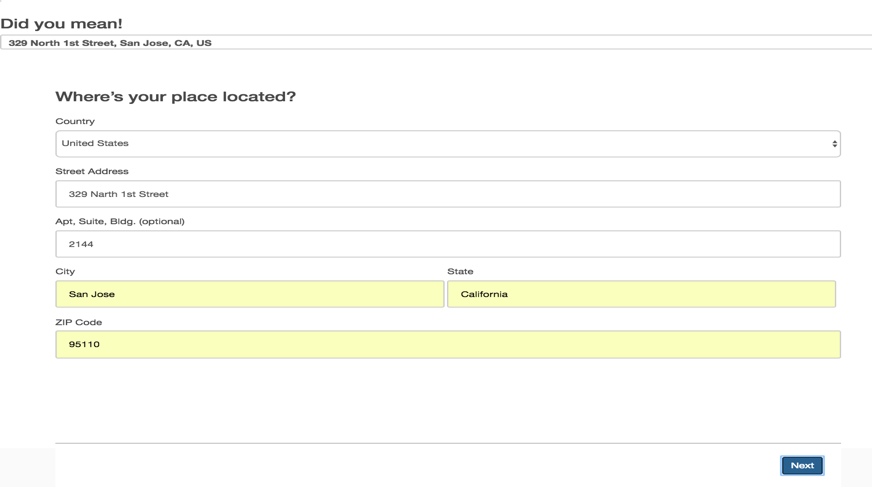 Did you mean!
329 North 1st Street, San Jose, CA, US
Where's your place located?
Country
United States
Street Address
329 Narth 1st Street
Apt, Suite, Bldg. (optional)
2144
City State
San Jose California
ZIP Code
95110
Next